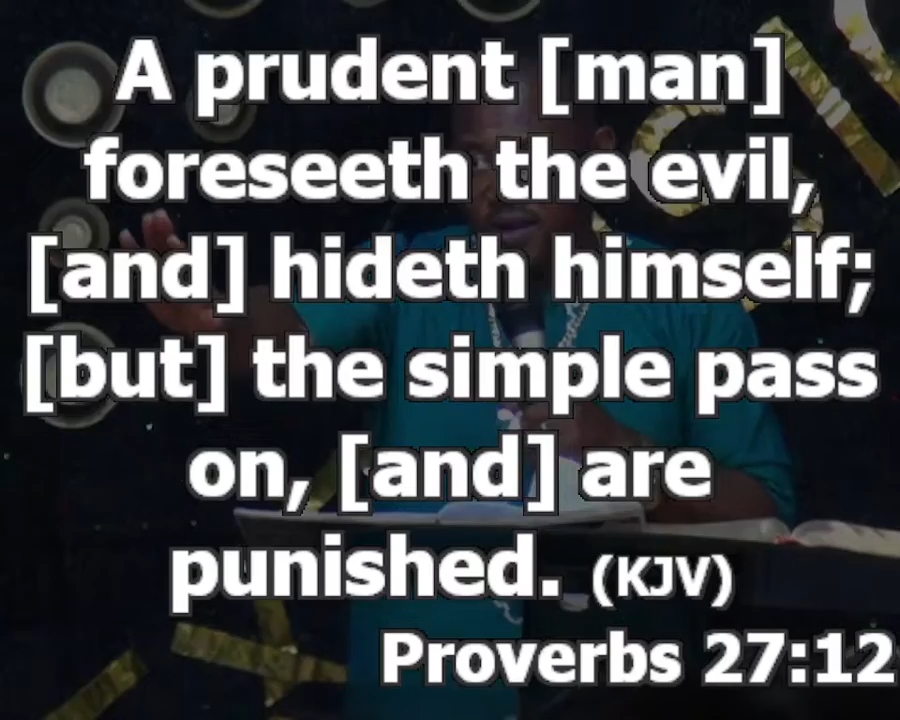 A prudent [man]
foreseeth the evil,
[and] hideth himself;
[but] the simple pass
on, [and] are
punished. (KJV)
Proverbs 27:12